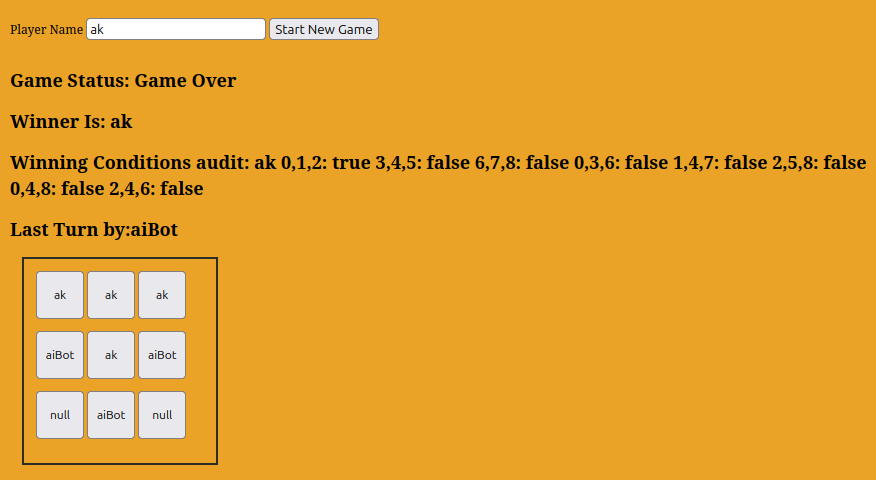 Player Name ak Start New Game
Game Status: Game Over
Winner Is: ak
Winning Conditions audit: ak 0,1,2: true 3,4,5: false 6,7,8: false 0,3,6: false 1,4,7: false 2,5,8: false
0,4,8: false 2,4,6: false
Last Turn by:aiBot
ak ak ak
aiBot ak aiBot
null aiBot null